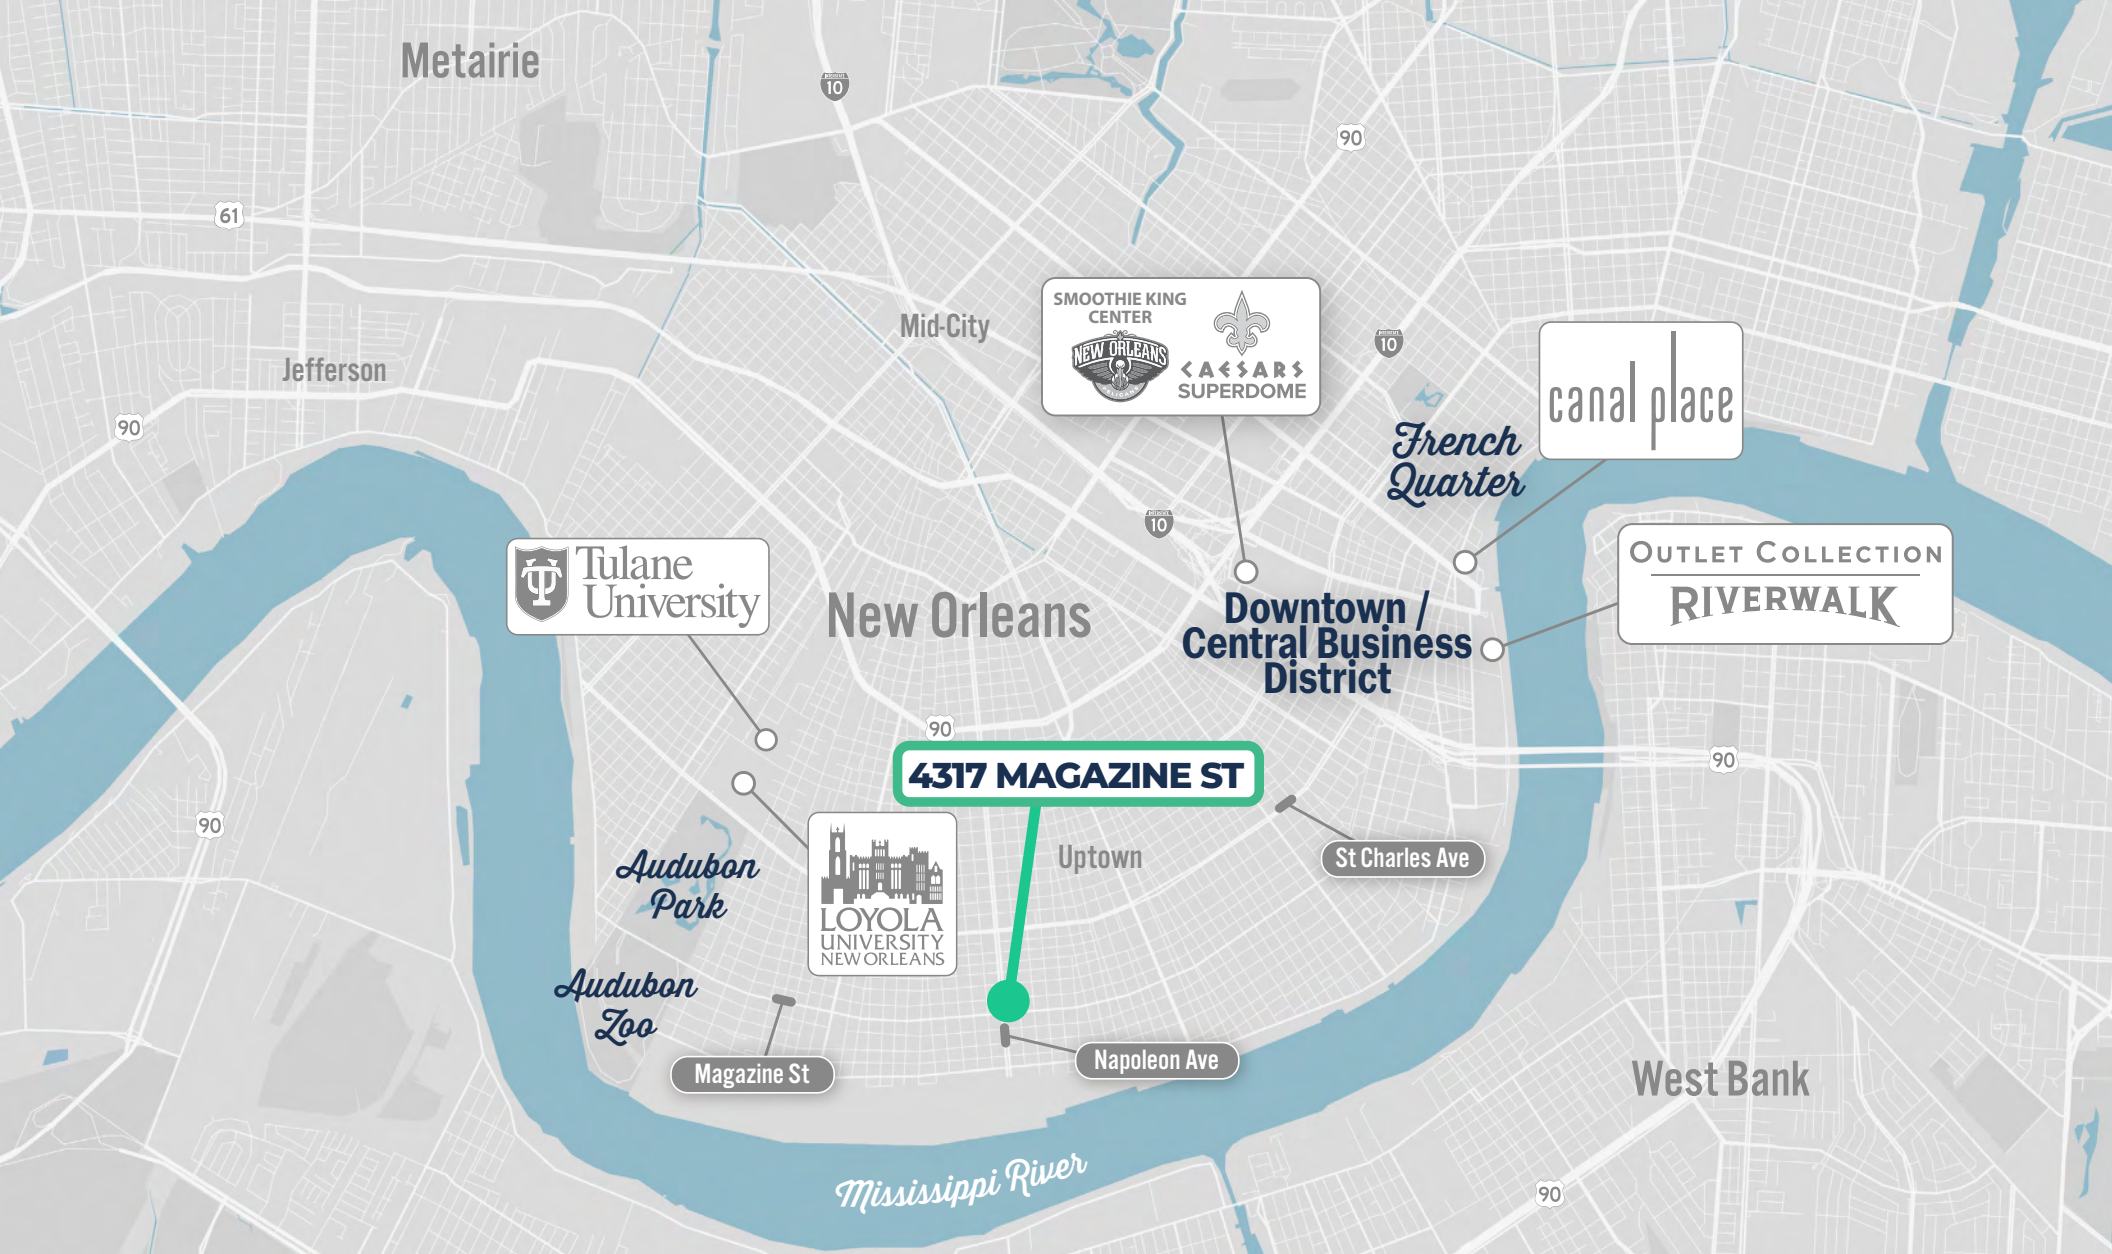 Metairie
10
90
61
Mid-City
SMOOTHIE KING
CENTER
NEW ORLEANS
PELICANS
CAESARS
SUPERDOME
10
canal place
Jefferson
90
French
Quarter
10
Tulane
University
New Orleans
Downtown /
Central Business
District
OUTLET COLLECTION
RIVERWALK
90
4317 MAGAZINE ST
90
90
Uptown
St Charles Ave
Audubon
Park
LOYOLA
UNIVERSITY
NEW ORLEANS
Audubon
Zoo
Magazine St
Napoleon Ave
West Bank
Mississippi River
90